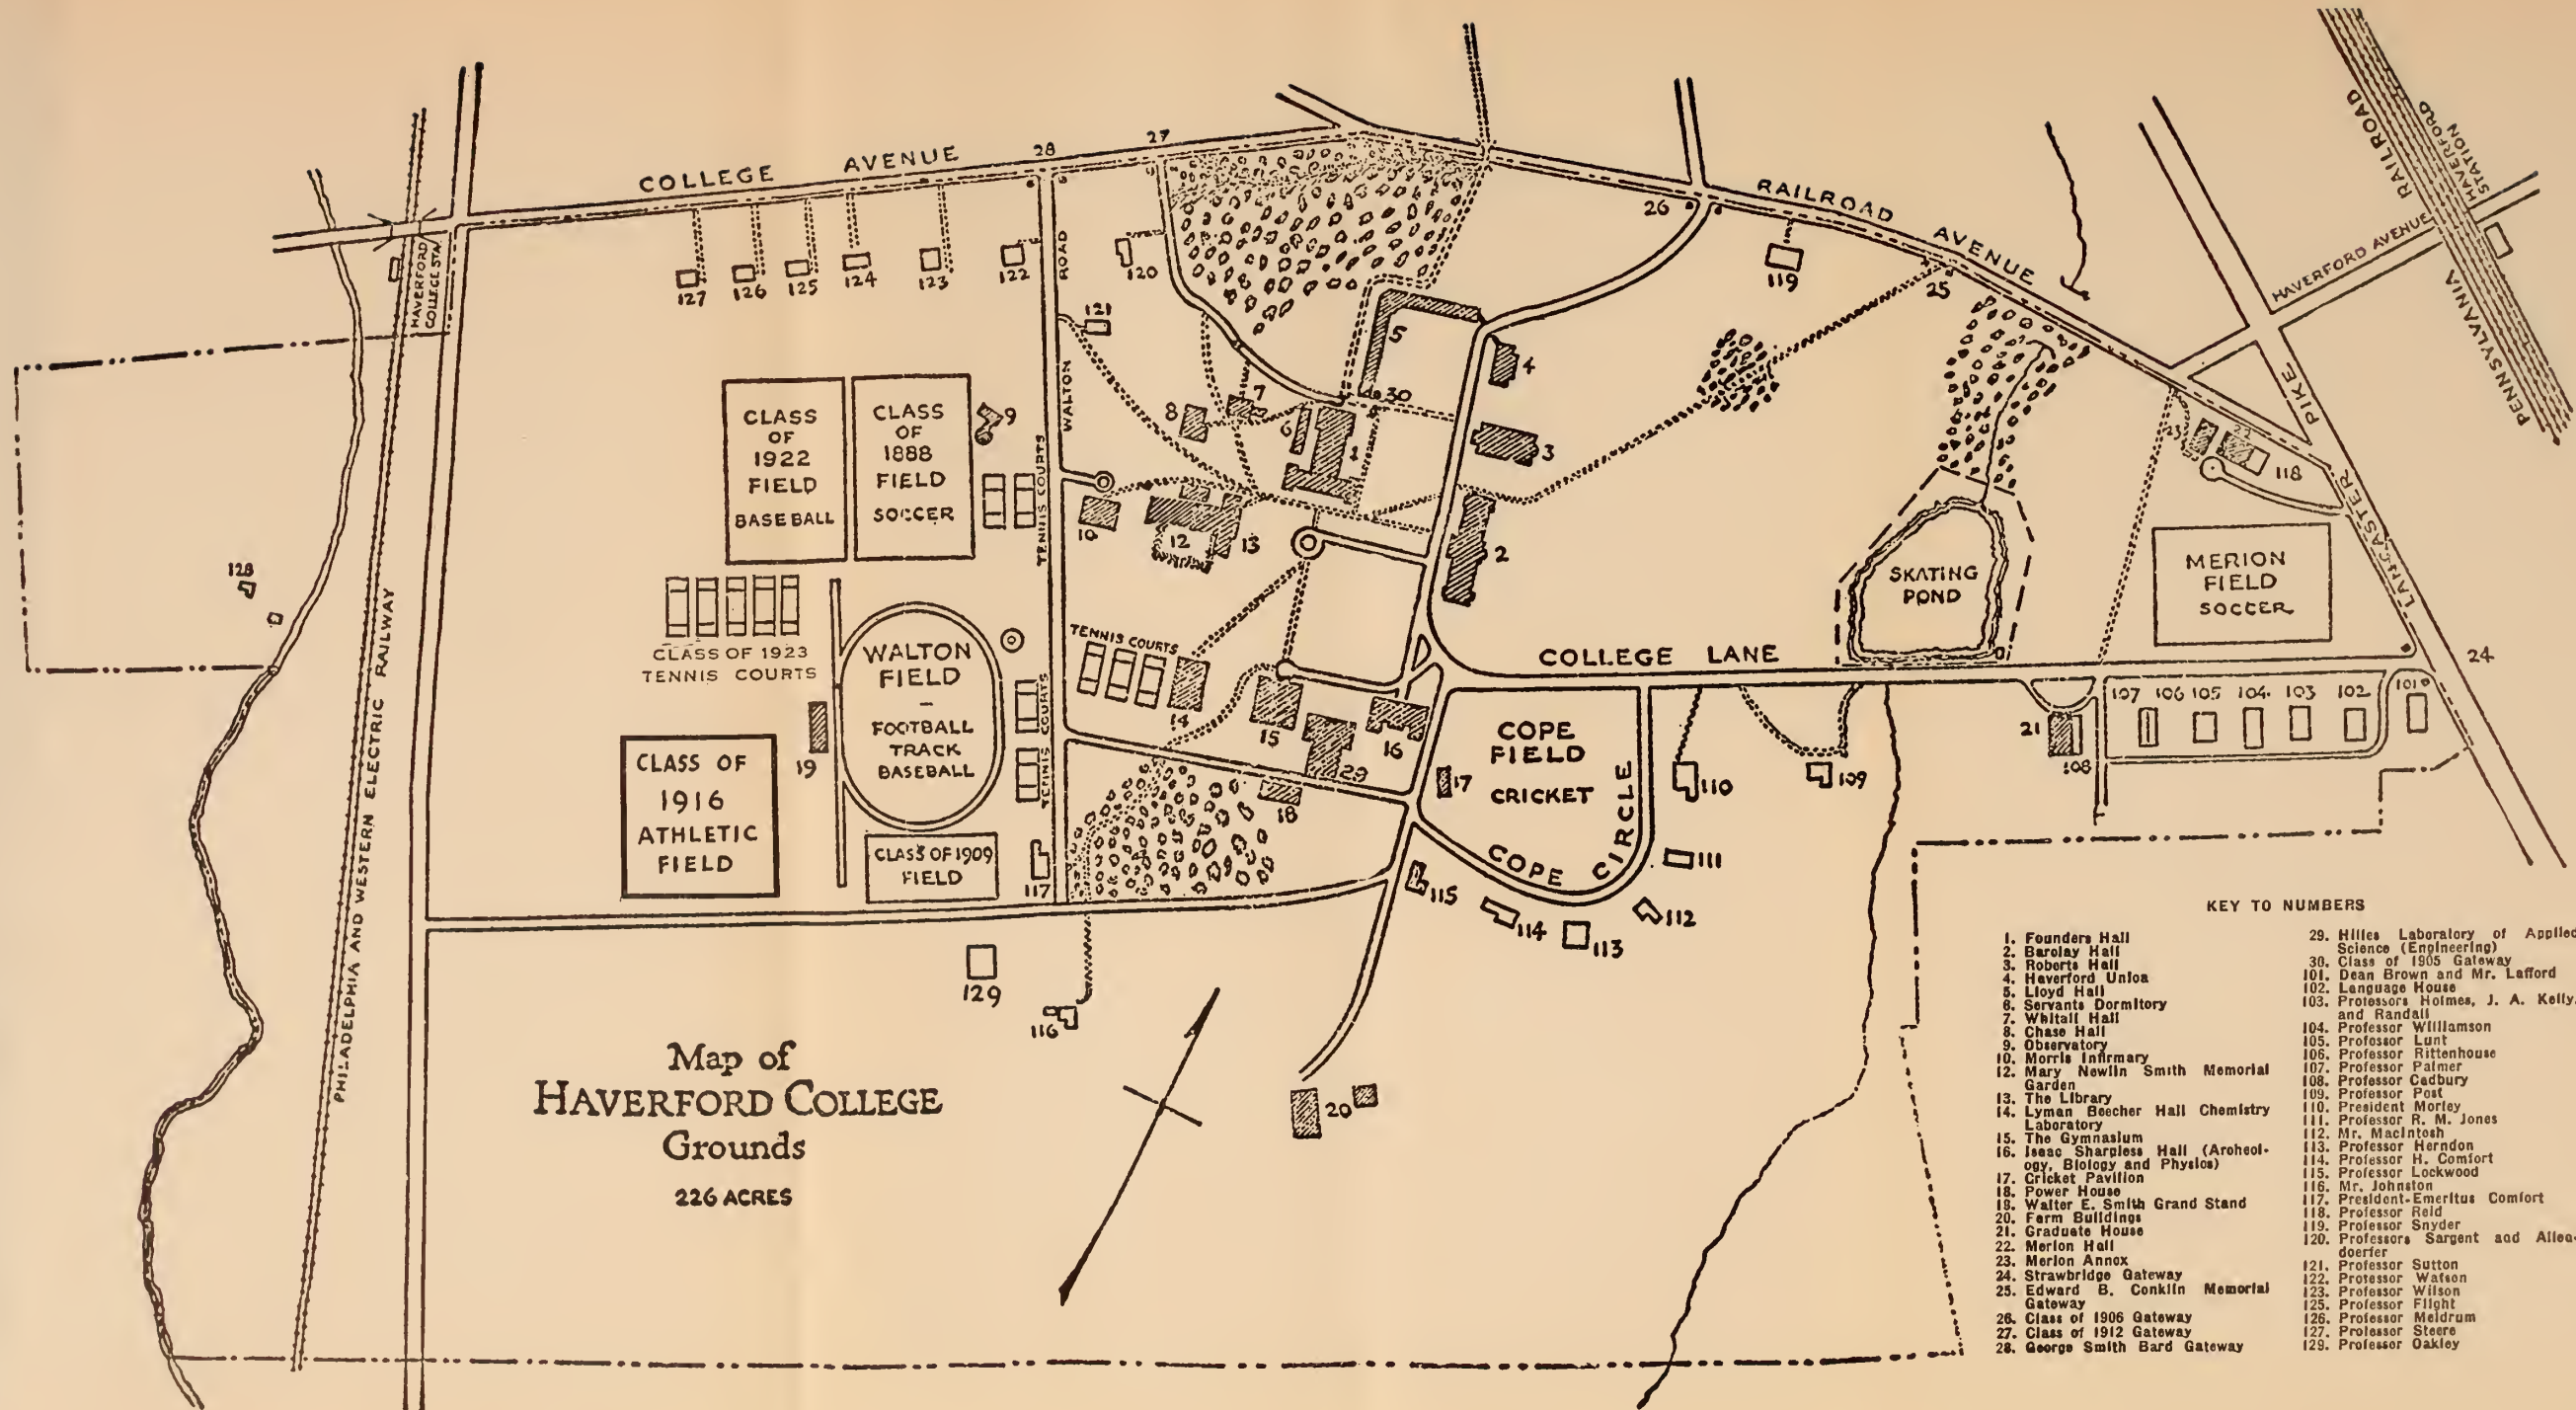 COLLEGE AVENUE
28
27
RAILROAD AVENUE
26
25
PENNSYLVANIA RAILROAD
HAVERFORD STATION
HAVERFORD AVENUE
LANCASTER PIKE
HAVERFORD
COLLEGE STA.
PHILADELPHIA AND WESTERN ELECTRIC RAILWAY
127
126
125
124
123
122
120
121
119
WALTON ROAD
CLASS
OF
1922
FIELD
BASEBALL
CLASS
OF
1888
FIELD
SOCCER
9
TENNIS COURTS
8
7
6
5
30
1
4
3
2
10
12
13
128
CLASS OF 1923
TENNIS COURTS
WALTON
FIELD
-
FOOTBALL
TRACK
BASEBALL
TENNIS COURTS
TENNIS COURTS
TENNIS COURTS
14
15
16
29
18
19
CLASS OF
1916
ATHLETIC
FIELD
CLASS OF 1909
FIELD
117
SKATING
POND
23
22
118
MERION
FIELD
SOCCER
24
COLLEGE LANE
COPE
FIELD
CRICKET
17
COPE CIRCLE
110
109
21
108
107 106 105 104 103 102 101
111
112
113
114
115
129
116
20
Map of
HAVERFORD COLLEGE
Grounds
226 ACRES
KEY TO NUMBERS
1. Founders Hall
2. Barclay Hall
3. Roberts Hall
4. Haverford Union
5. Lloyd Hall
6. Servants Dormitory
7. Whitall Hall
8. Chase Hall
9. Observatory
10. Morris Infirmary
12. Mary Newlin Smith Memorial
Garden
13. The Library
14. Lyman Beecher Hall Chemistry
Laboratory
15. The Gymnasium
16. Isaac Sharpless Hall (Archeol-
ogy, Biology and Physics)
17. Cricket Pavilion
18. Power House
19. Walter E. Smith Grand Stand
20. Farm Buildings
21. Graduate House
22. Merion Hall
23. Merion Annex
24. Strawbridge Gateway
25. Edward B. Conklin Memorial
Gateway
26. Class of 1906 Gateway
27. Class of 1912 Gateway
28. George Smith Bard Gateway
29. Hilles Laboratory of Applied
Science (Engineering)
30. Class of 1905 Gateway
101. Dean Brown and Mr. Lafford
102. Language House
103. Professors Holmes, J. A. Kelly,
and Randall
104. Professor Williamson
105. Professor Lunt
106. Professor Rittenhouse
107. Professor Palmer
108. Professor Cadbury
109. Professor Post
110. President Morley
111. Professor R. M. Jones
112. Mr. MacIntosh
113. Professor Herndon
114. Professor H. Comfort
115. Professor Lockwood
116. Mr. Johnston
117. President-Emeritus Comfort
118. Professor Reid
119. Professor Snyder
120. Professors Sargent and Allen-
doerfer
121. Professor Sutton
122. Professor Watson
123. Professor Wilson
125. Professor Flight
126. Professor Meldrum
127. Professor Steere
129. Professor Oakley